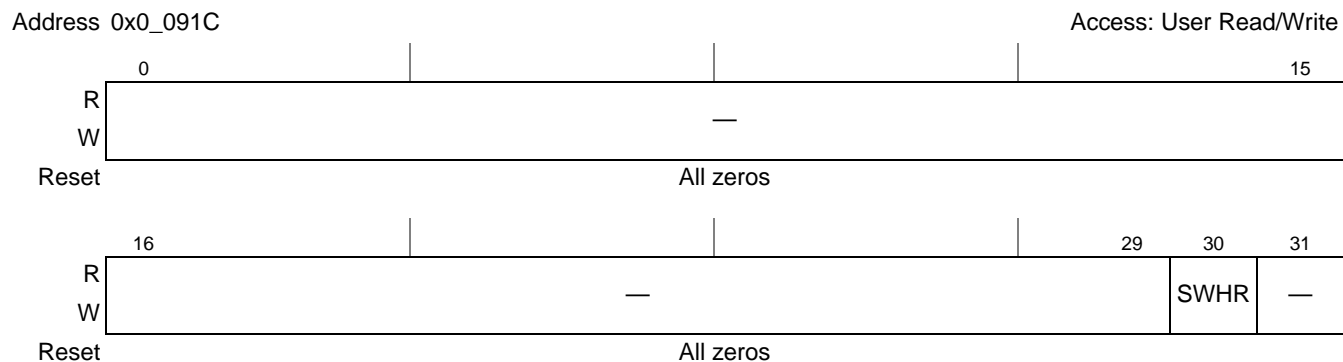 Address 0x0_091C Access: User Read/Write
0 15
R
W
—
Reset All zeros
16 29 30 31
R
W
— SWHR —
Reset All zeros